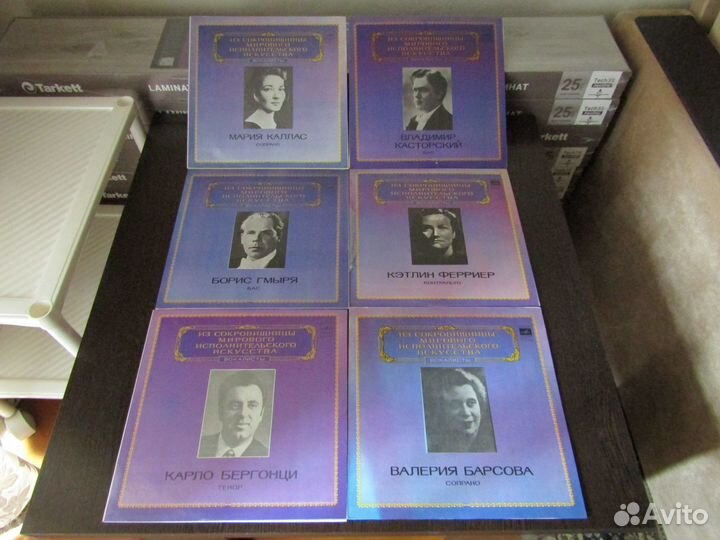 ИЗ СОКРОВИЩНИЦЫ
МИРОВОГО
ИСПОЛНИТЕЛЬСКОГО
ИСКУССТВА
ВОКАЛИСТЫ
МАРИЯ КАЛЛАС
СОПРАНО
ИЗ СОКРОВИЩНИЦЫ
МИРОВОГО
ИСПОЛНИТЕЛЬСКОГО
ИСКУССТВА
ВЛАДИМИР
КАСТОРСКИЙ
БАС
ИЗ СОКРОВИЩНИЦЫ
МИРОВОГО
ИСПОЛНИТЕЛЬСКОГО
ИСКУССТВА
БОРИС ГМЫРЯ
БАС
ИЗ СОКРОВИЩНИЦЫ
МИРОВОГО
ИСПОЛНИТЕЛЬСКОГО
ИСКУССТВА
КЭТЛИН ФЕРРИЕР
КОНТРАЛЬТО
ИЗ СОКРОВИЩНИЦЫ
МИРОВОГО
ИСПОЛНИТЕЛЬСКОГО
ИСКУССТВА
ВОКАЛИСТЫ
КАРЛО БЕРГОНЦИ
ТЕНОР
ИЗ СОКРОВИЩНИЦЫ
МИРОВОГО
ИСПОЛНИТЕЛЬСКОГО
ИСКУССТВА
ВОКАЛИСТЫ
ВАЛЕРИЯ БАРСОВА
СОПРАНО
Tarkett
LAMINAT
25
25
Avito